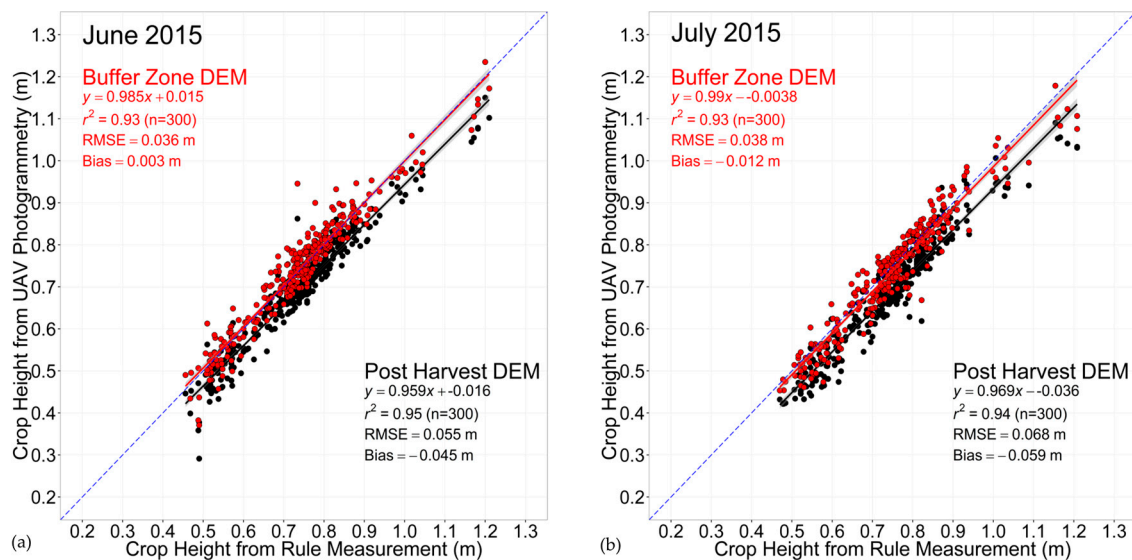 June 2015
Buffer Zone DEM
y = 0.985x + 0.015
r² = 0.93 (n=300)
RMSE = 0.036 m
Bias = 0.003 m
Post Harvest DEM
y = 0.959x + -0.016
r² = 0.95 (n=300)
RMSE = 0.055 m
Bias = −0.045 m
Crop Height from UAV Photogrammetry (m)
1.3
1.2
1.1
1.0
0.9
0.8
0.7
0.6
0.5
0.4
0.3
0.2
0.2 0.3 0.4 0.5 0.6 0.7 0.8 0.9 1.0 1.1 1.2 1.3
Crop Height from Rule Measurement (m)
(a)
July 2015
Buffer Zone DEM
y = 0.99x − -0.0038
r² = 0.93 (n=300)
RMSE = 0.038 m
Bias = −0.012 m
Post Harvest DEM
y = 0.969x − -0.036
r² = 0.94 (n=300)
RMSE = 0.068 m
Bias = −0.059 m
Crop Height from UAV Photogrammetry (m)
1.3
1.2
1.1
1.0
0.9
0.8
0.7
0.6
0.5
0.4
0.3
0.2
0.2 0.3 0.4 0.5 0.6 0.7 0.8 0.9 1.0 1.1 1.2 1.3
Crop Height from Rule Measurement (m)
(b)